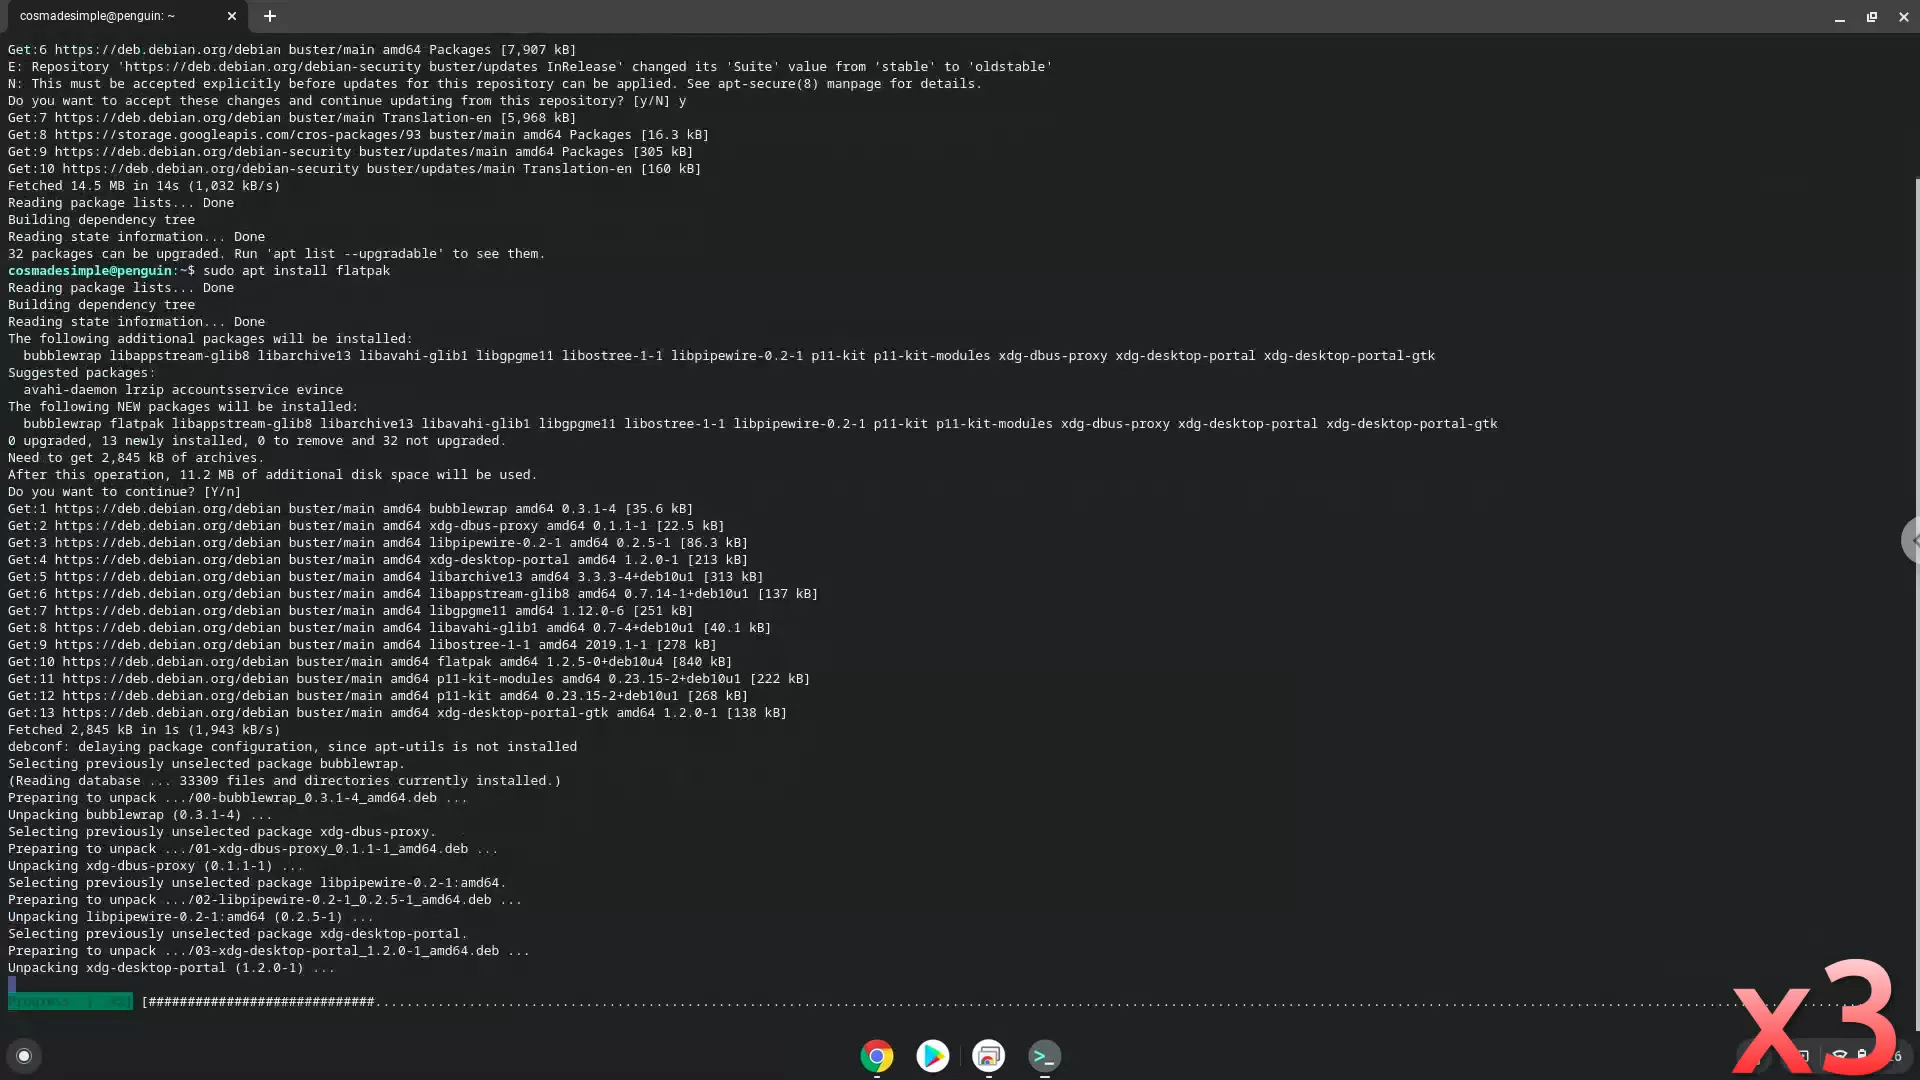 cosmadesimple@penguin: ~
Get:6 https://deb.debian.org/debian buster/main amd64 Packages [7,907 kB]
E: Repository 'https://deb.debian.org/debian-security buster/updates InRelease' changed its 'Suite' value from 'stable' to 'oldstable'
N: This must be accepted explicitly before updates for this repository can be applied. See apt-secure(8) manpage for details.
Do you want to accept these changes and continue updating from this repository? [y/N] y
Get:7 https://deb.debian.org/debian buster/main Translation-en [5,968 kB]
Get:8 https://storage.googleapis.com/cros-packages/93 buster/main amd64 Packages [16.3 kB]
Get:9 https://deb.debian.org/debian-security buster/updates/main amd64 Packages [305 kB]
Get:10 https://deb.debian.org/debian-security buster/updates/main Translation-en [160 kB]
Fetched 14.5 MB in 14s (1,032 kB/s)
Reading package lists... Done
Building dependency tree
Reading state information... Done
32 packages can be upgraded. Run 'apt list --upgradable' to see them.
cosmadesimple@penguin:~$ sudo apt install flatpak
Reading package lists... Done
Building dependency tree
Reading state information... Done
The following additional packages will be installed:
bubblewrap libappstream-glib8 libarchive13 libavahi-glib1 libgpgme11 libostree-1-1 libpipewire-0.2-1 p11-kit p11-kit-modules xdg-dbus-proxy xdg-desktop-portal xdg-desktop-portal-gtk
Suggested packages:
avahi-daemon lrzip accountsservice evince
The following NEW packages will be installed:
bubblewrap flatpak libappstream-glib8 libarchive13 libavahi-glib1 libgpgme11 libostree-1-1 libpipewire-0.2-1 p11-kit p11-kit-modules xdg-dbus-proxy xdg-desktop-portal xdg-desktop-portal-gtk
0 upgraded, 13 newly installed, 0 to remove and 32 not upgraded.
Need to get 2,845 kB of archives.
After this operation, 11.2 MB of additional disk space will be used.
Do you want to continue? [Y/n]
Get:1 https://deb.debian.org/debian buster/main amd64 bubblewrap amd64 0.3.1-4 [35.6 kB]
Get:2 https://deb.debian.org/debian buster/main amd64 xdg-dbus-proxy amd64 0.1.1-1 [22.5 kB]
Get:3 https://deb.debian.org/debian buster/main amd64 libpipewire-0.2-1 amd64 0.2.5-1 [86.3 kB]
Get:4 https://deb.debian.org/debian buster/main amd64 xdg-desktop-portal amd64 1.2.0-1 [213 kB]
Get:5 https://deb.debian.org/debian buster/main amd64 libarchive13 amd64 3.3.3-4+deb10u1 [313 kB]
Get:6 https://deb.debian.org/debian buster/main amd64 libappstream-glib8 amd64 0.7.14-1+deb10u1 [137 kB]
Get:7 https://deb.debian.org/debian buster/main amd64 libgpgme11 amd64 1.12.0-6 [251 kB]
Get:8 https://deb.debian.org/debian buster/main amd64 libavahi-glib1 amd64 0.7-4+deb10u1 [40.1 kB]
Get:9 https://deb.debian.org/debian buster/main amd64 libostree-1-1 amd64 2019.1-1 [278 kB]
Get:10 https://deb.debian.org/debian buster/main amd64 flatpak amd64 1.2.5-0+deb10u4 [840 kB]
Get:11 https://deb.debian.org/debian buster/main amd64 p11-kit-modules amd64 0.23.15-2+deb10u1 [222 kB]
Get:12 https://deb.debian.org/debian buster/main amd64 p11-kit amd64 0.23.15-2+deb10u1 [268 kB]
Get:13 https://deb.debian.org/debian buster/main amd64 xdg-desktop-portal-gtk amd64 1.2.0-1 [138 kB]
Fetched 2,845 kB in 1s (1,943 kB/s)
debconf: delaying package configuration, since apt-utils is not installed
Selecting previously unselected package bubblewrap.
(Reading database ... 33309 files and directories currently installed.)
Preparing to unpack .../00-bubblewrap_0.3.1-4_amd64.deb ...
Unpacking bubblewrap (0.3.1-4) ...
Selecting previously unselected package xdg-dbus-proxy.
Preparing to unpack .../01-xdg-dbus-proxy_0.1.1-1_amd64.deb ...
Unpacking xdg-dbus-proxy (0.1.1-1) ...
Selecting previously unselected package libpipewire-0.2-1:amd64.
Preparing to unpack .../02-libpipewire-0.2-1_0.2.5-1_amd64.deb ...
Unpacking libpipewire-0.2-1:amd64 (0.2.5-1) ...
Selecting previously unselected package xdg-desktop-portal.
Preparing to unpack .../03-xdg-desktop-portal_1.2.0-1_amd64.deb ...
Unpacking xdg-desktop-portal (1.2.0-1) ...
Progress
x3